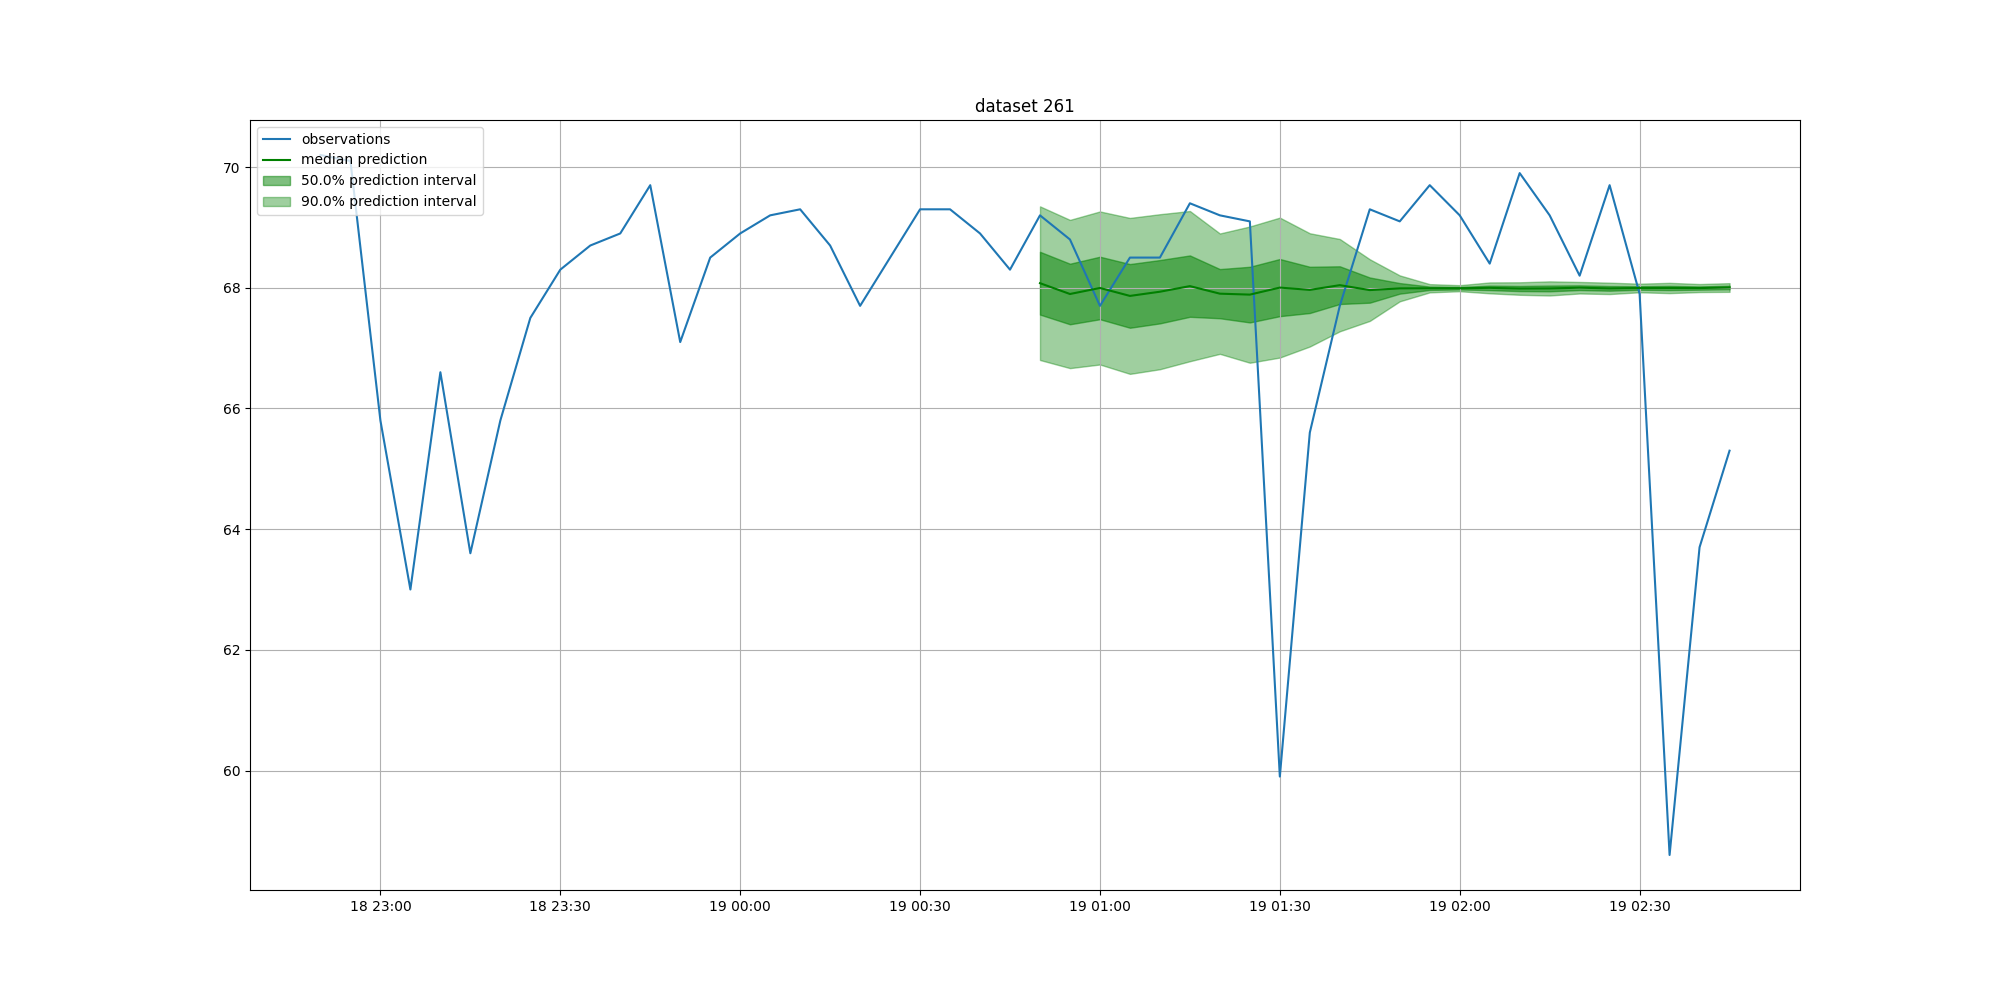 dataset 261
observations
median prediction
50.0% prediction interval
90.0% prediction interval
70
68
66
64
62
60
18 23:00
18 23:30
19 00:00
19 00:30
19 01:00
19 01:30
19 02:00
19 02:30